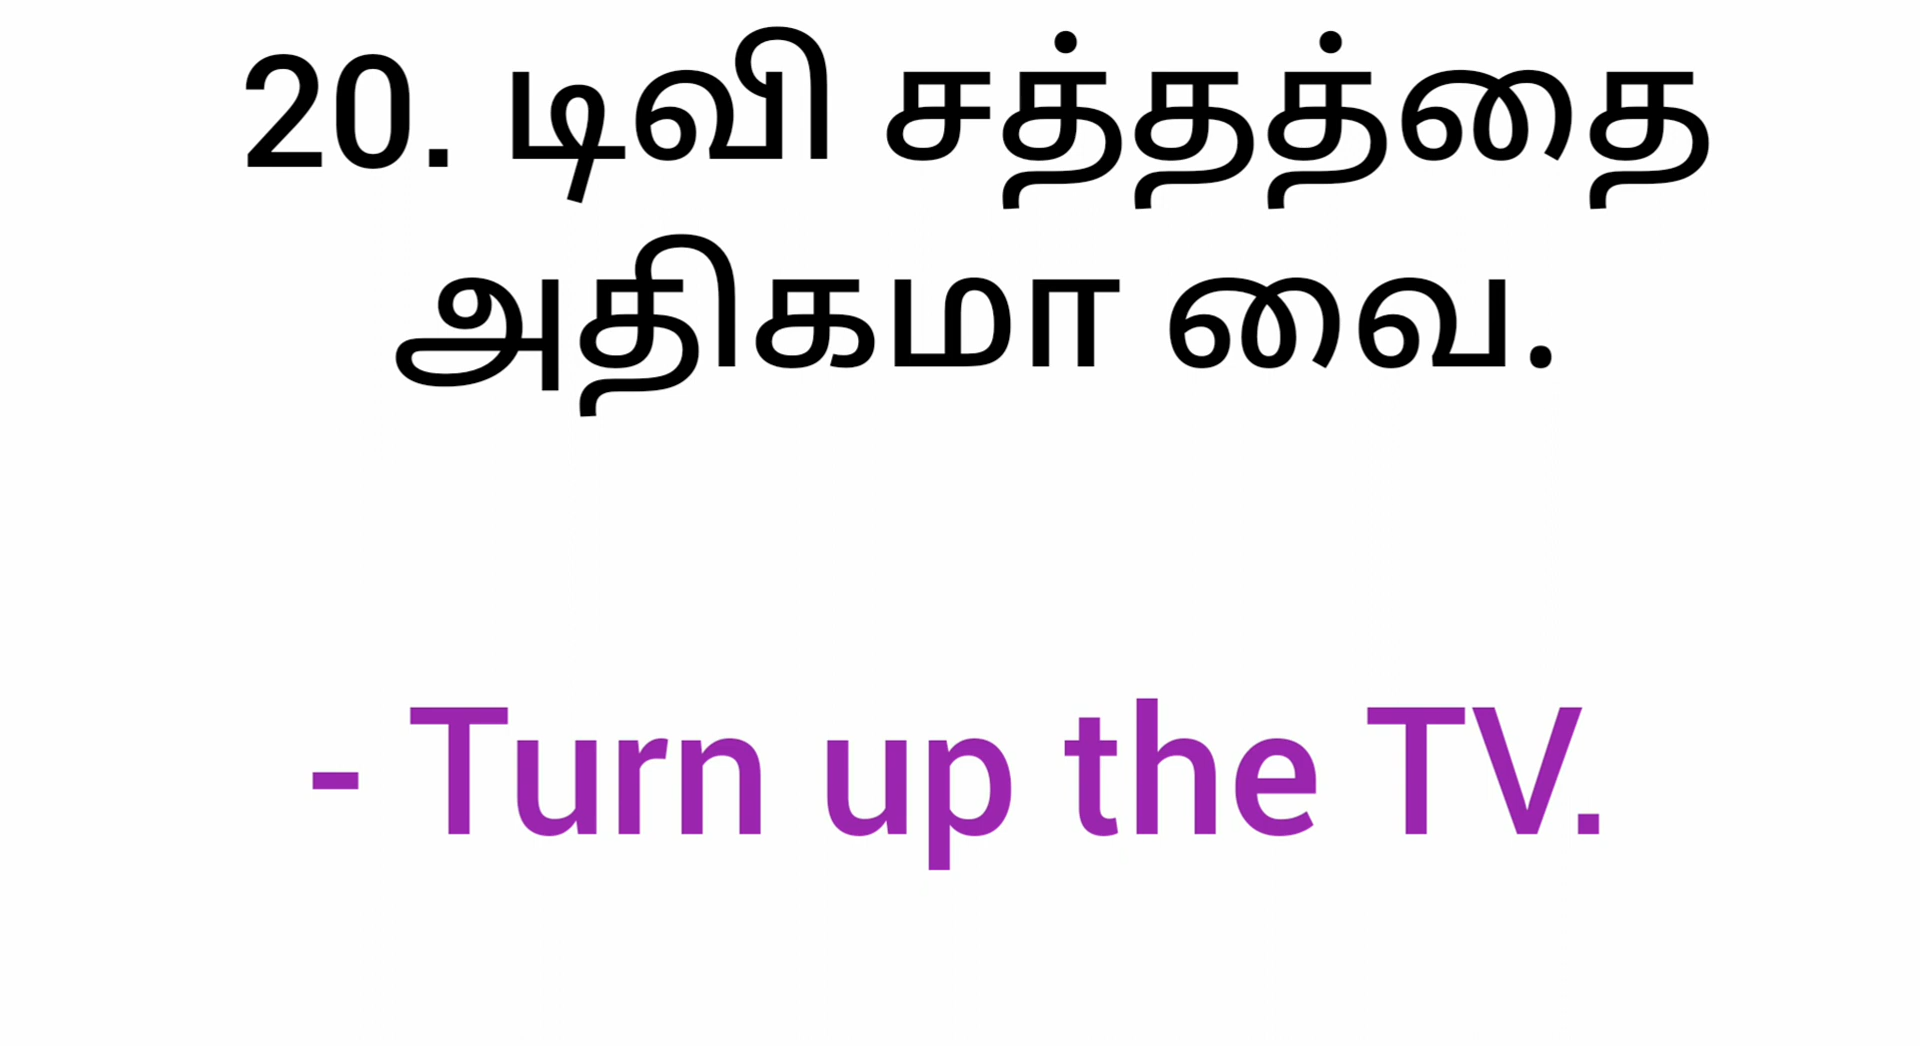 20. டிவி சத்தத்தை
அதிகமா வை.
- Turn up the TV.